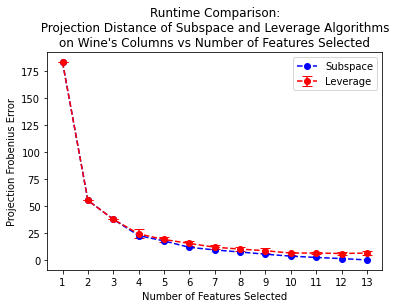 Runtime Comparison:
Projection Distance of Subspace and Leverage Algorithms
on Wine's Columns vs Number of Features Selected
Subspace
Leverage
Projection Frobenius Error
175
150
125
100
75
50
25
0
1 2 3 4 5 6 7 8 9 10 11 12 13
Number of Features Selected